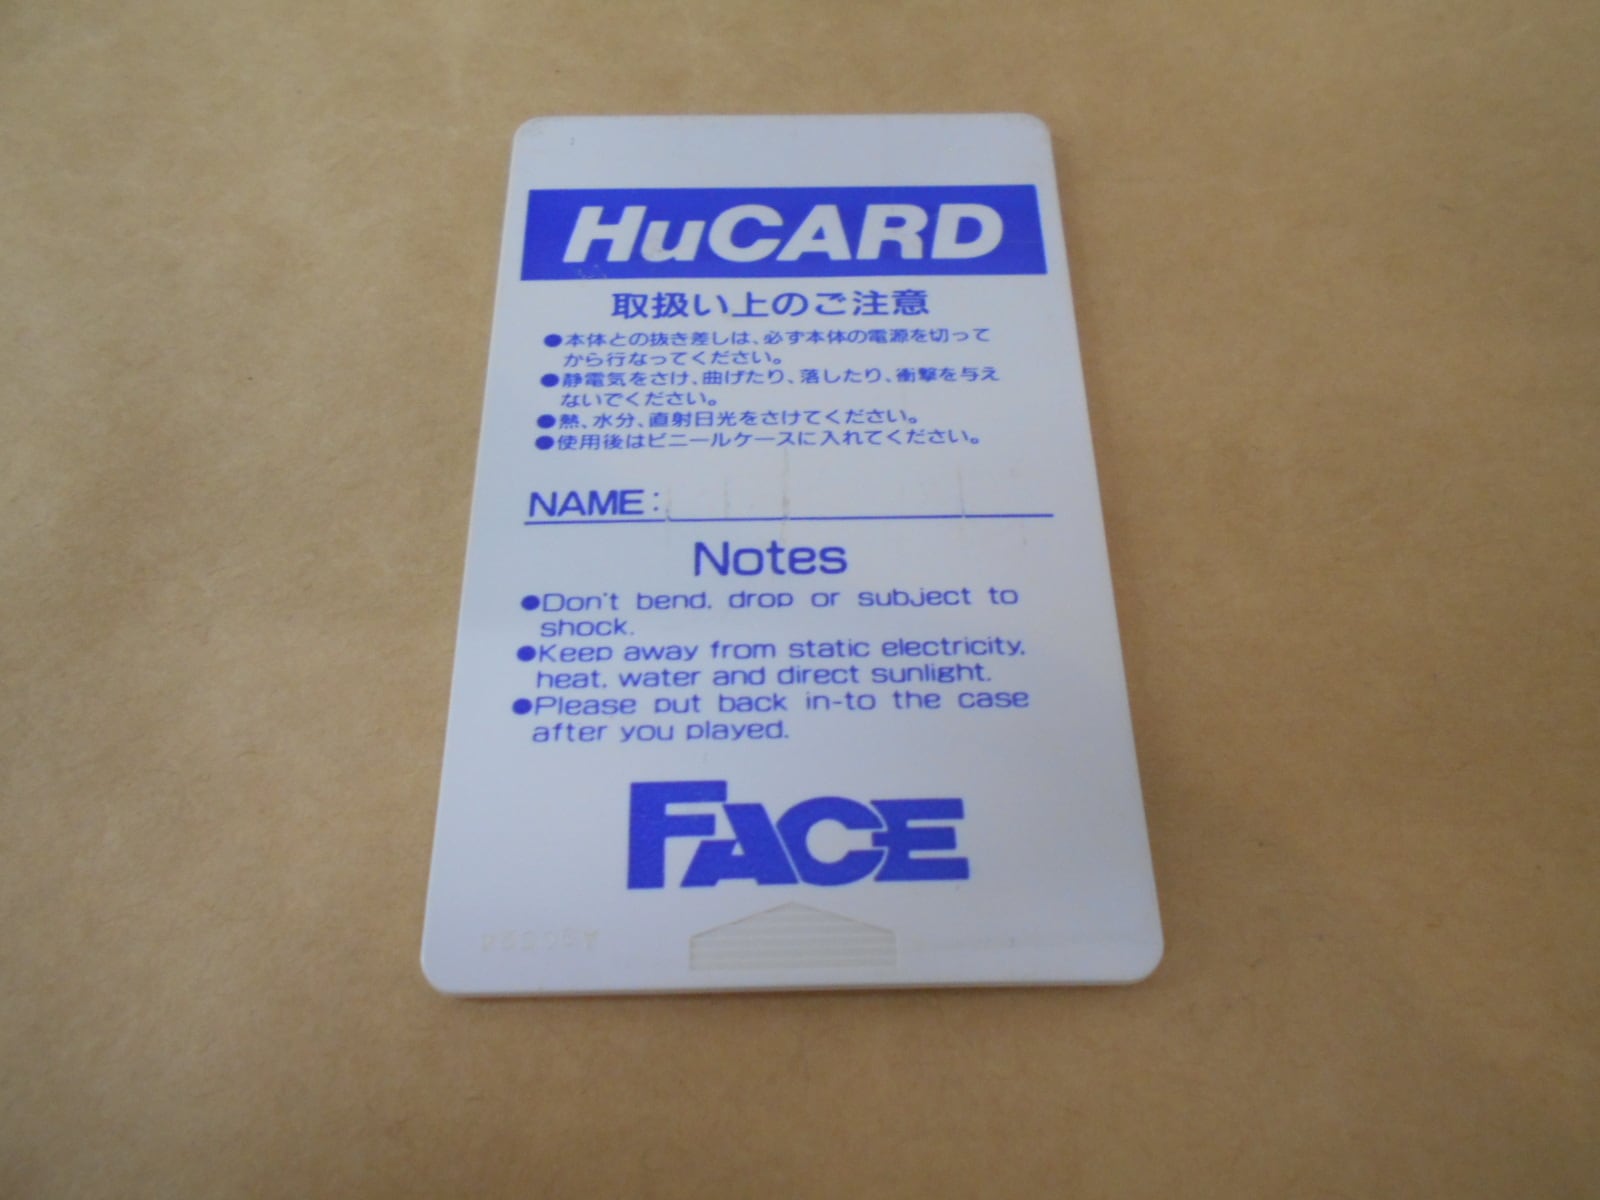 HuCARD
取扱い上のご注意
●本体との抜き差しは、必ず本体の電源を切って
から行なってください。
●静電気をさけ、曲げたり、落したり、衝撃を与え
ないでください。
●熱、水分、直射日光をさけてください。
●使用後はビニールケースに入れてください。
NAME:
Notes
●Don't bend, drop or subject to
shock.
●Keep away from static electricity,
heat, water and direct sunlight.
●Please put back in-to the case
after you played.
FACE